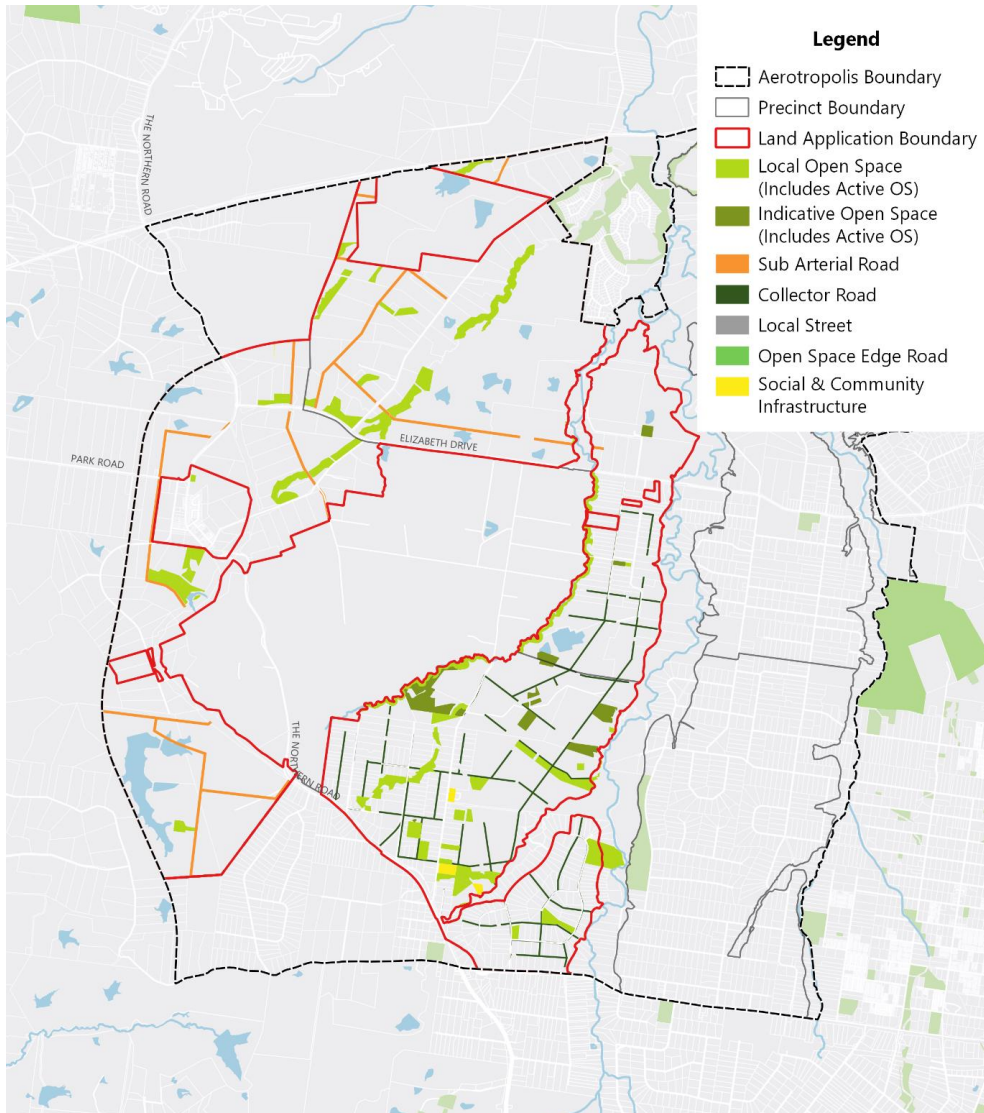 Legend
Aerotropolis Boundary
Precinct Boundary
Land Application Boundary
Local Open Space
(Includes Active OS)
Indicative Open Space
(Includes Active OS)
Sub Arterial Road
Collector Road
Local Street
Open Space Edge Road
Social & Community
Infrastructure
THE NORTHERN ROAD
ELIZABETH DRIVE
PARK ROAD
THE NORTHERN ROAD